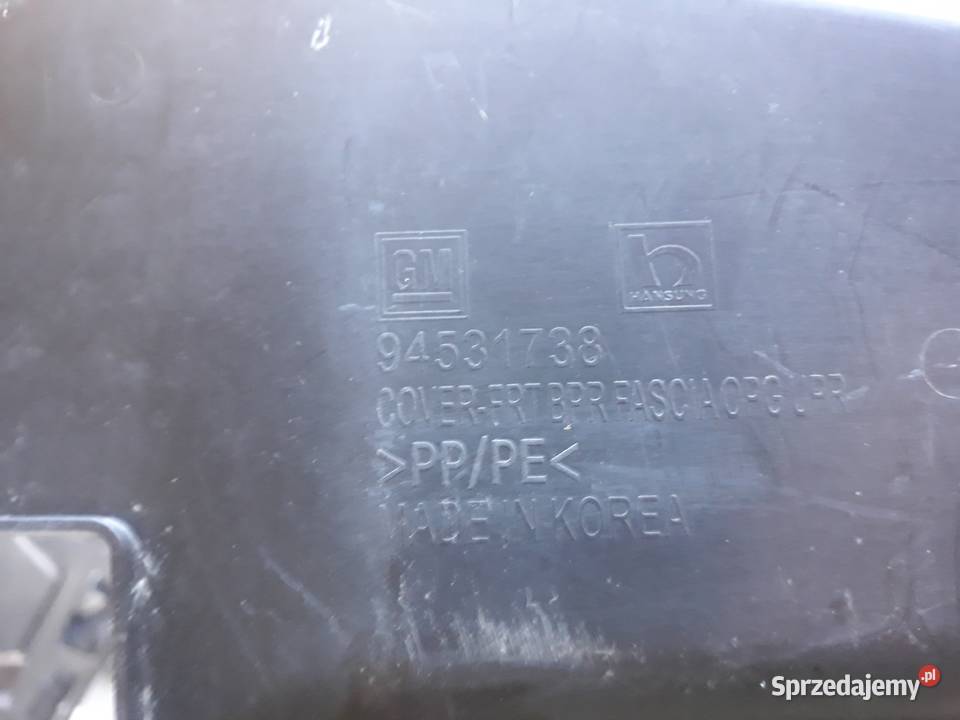 GM
HANSUNG
94531738
COVER-FRT BPR FASCIA OPG UPR
>PP/PE<
MADE IN KOREA
Sprzedajemy.pl